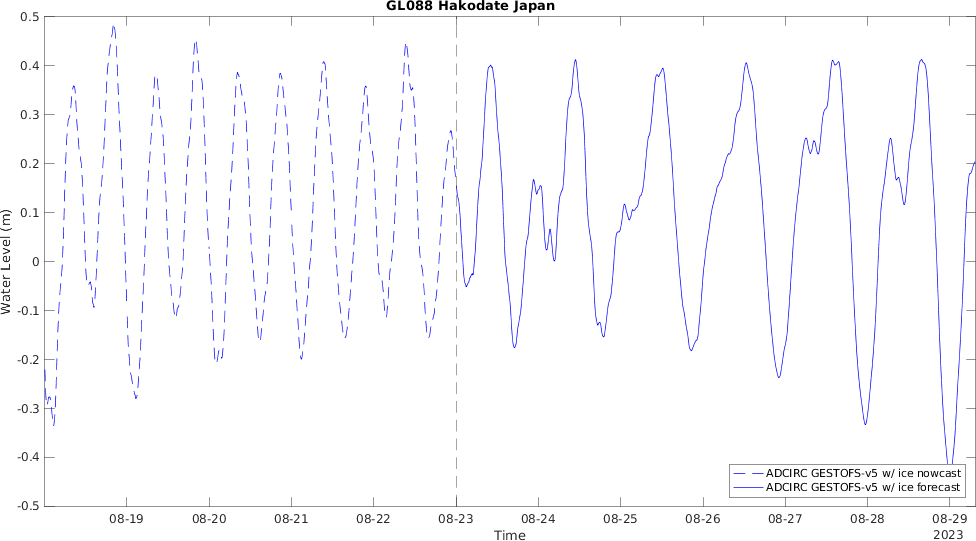 GL088 Hakodate Japan
0.5
0.4
0.3
0.2
0.1
0
-0.1
-0.2
-0.3
-0.4
-0.5
Water Level (m)
ADCIRC GESTOFS-v5 w/ ice nowcast
ADCIRC GESTOFS-v5 w/ ice forecast
08-19 08-20 08-21 08-22 08-23 08-24 08-25 08-26 08-27 08-28 08-29
2023
Time